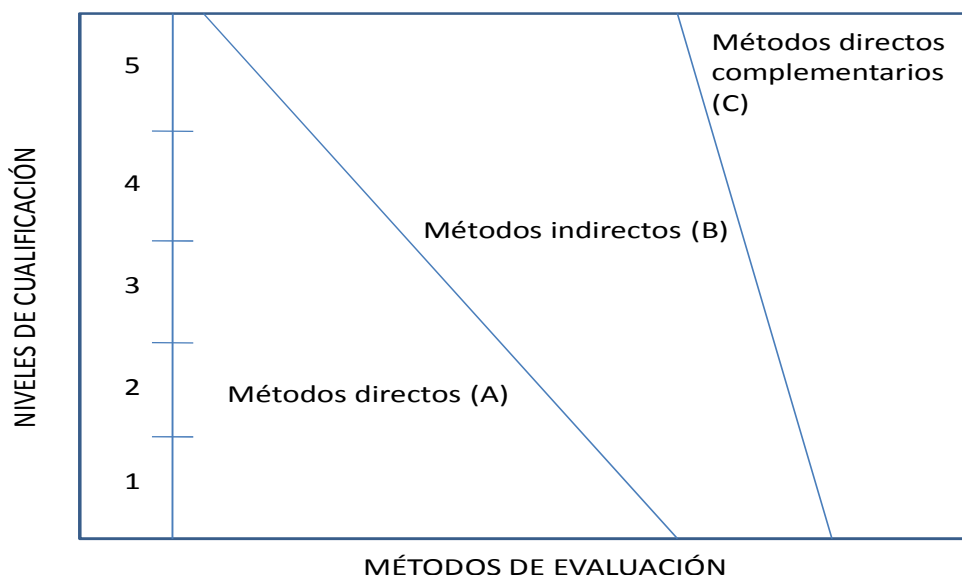 Métodos directos
complementarios
(C)
5
4
Métodos indirectos (B)
3
2
Métodos directos (A)
1
NIVELES DE CUALIFICACIÓN
MÉTODOS DE EVALUACIÓN